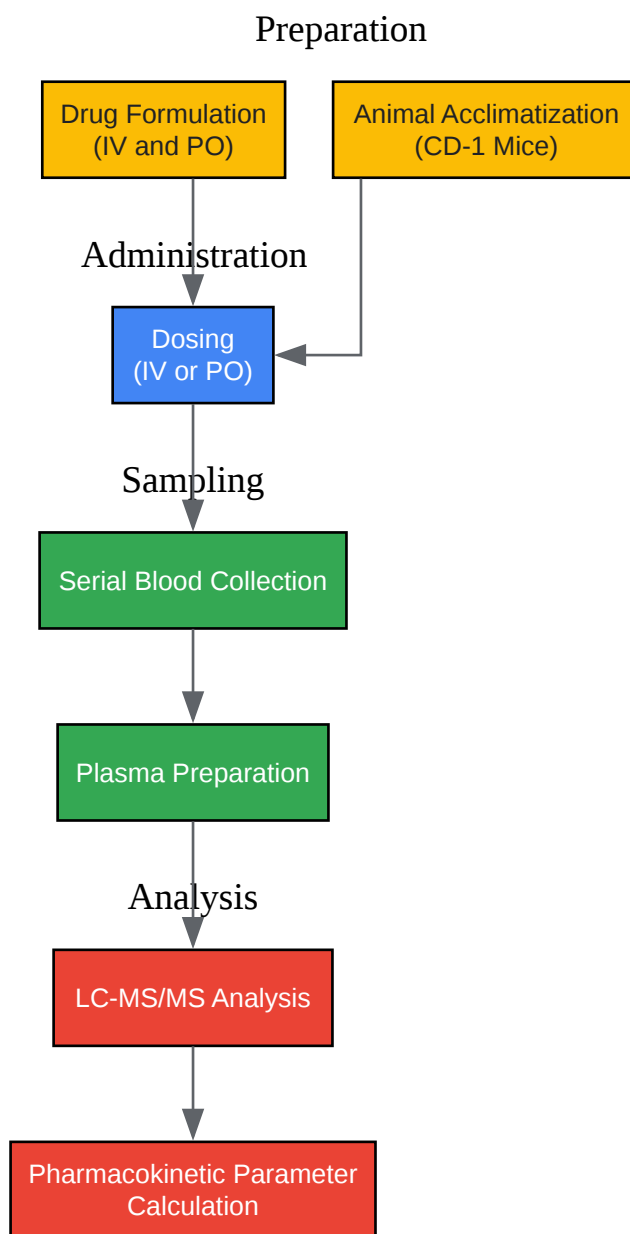 Preparation
Drug Formulation
(IV and PO)
Animal Acclimatization
(CD-1 Mice)
Administration
Dosing
(IV or PO)
Sampling
Serial Blood Collection
Plasma Preparation
Analysis
LC-MS/MS Analysis
Pharmacokinetic Parameter
Calculation